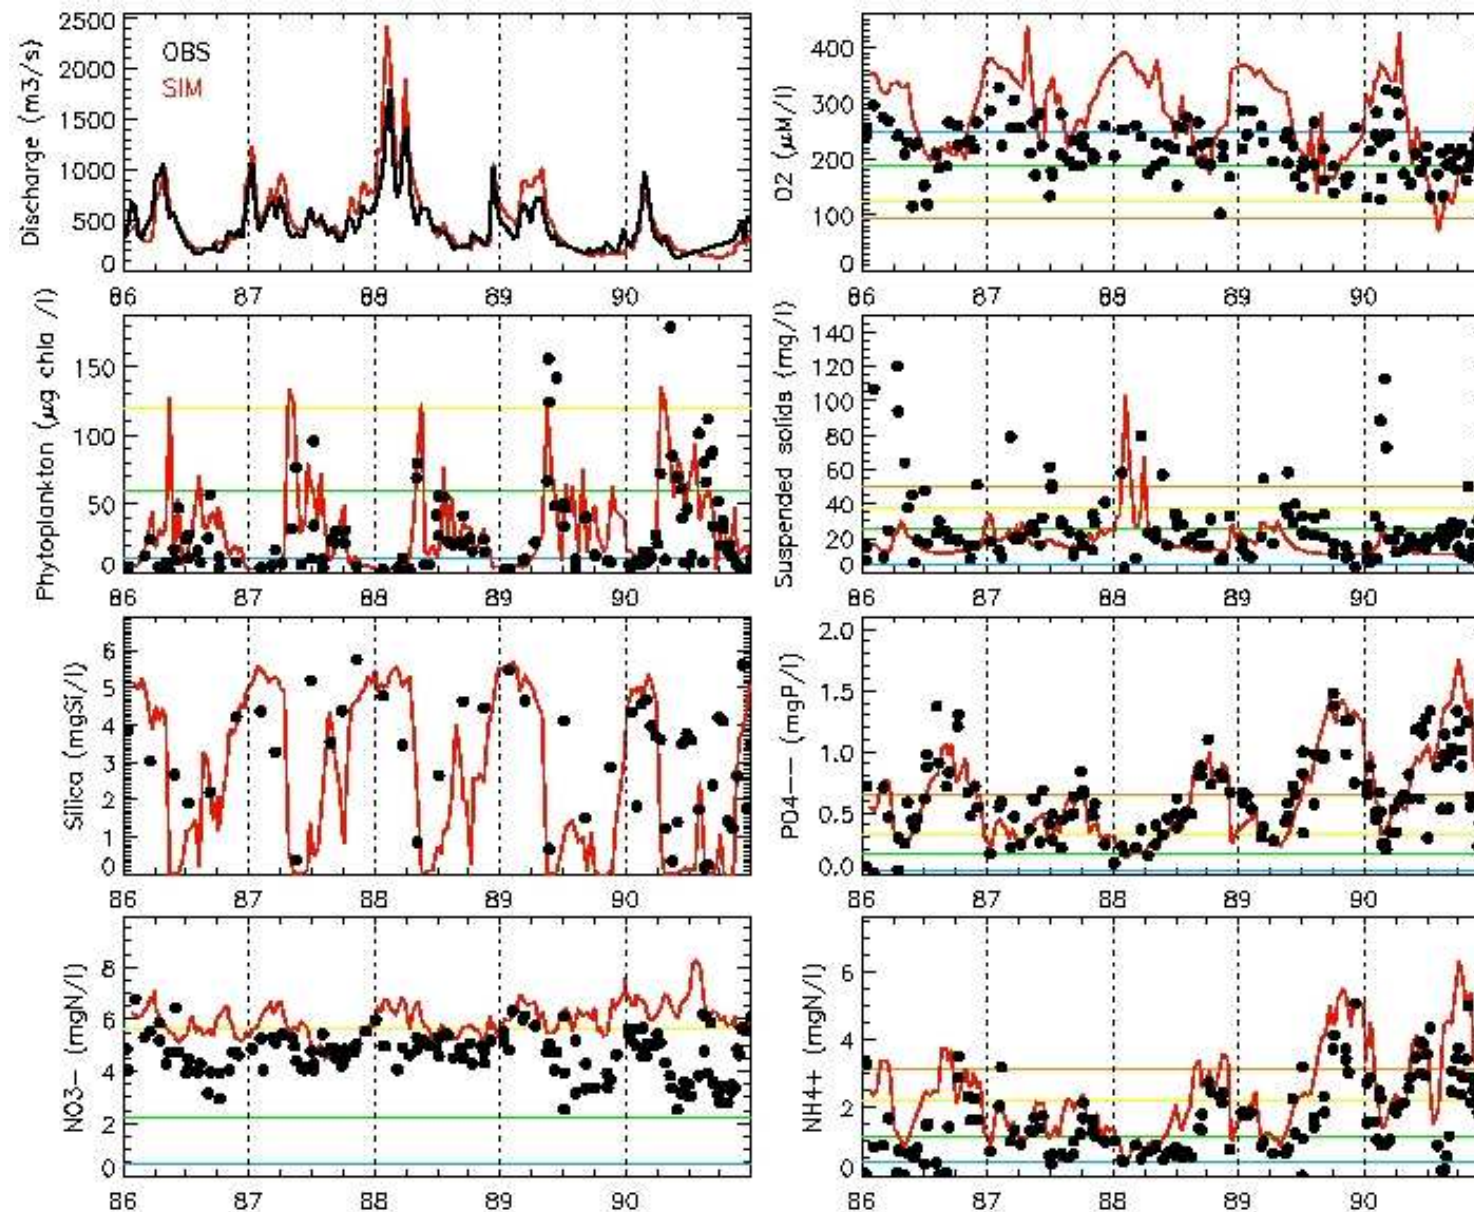 Discharge (m3/s)
2500
2000
1500
1000
500
0
OBS
SIM
86 87 88 89 90
O2 (μM/l)
400
300
200
100
0
86 87 88 89 90
Phytoplankton (μg chla /l)
150
100
50
0
86 87 88 89 90
Suspended solids (mg/l)
140
120
100
80
60
40
20
0
86 87 88 89 90
Silica (mgSi/l)
6
5
4
3
2
1
0
86 87 88 89 90
PO4--- (mgP/l)
2.0
1.5
1.0
0.5
0.0
86 87 88 89 90
NO3- (mgN/l)
8
6
4
2
0
86 87 88 89 90
NH4+ (mgN/l)
6
4
2
0
86 87 88 89 90